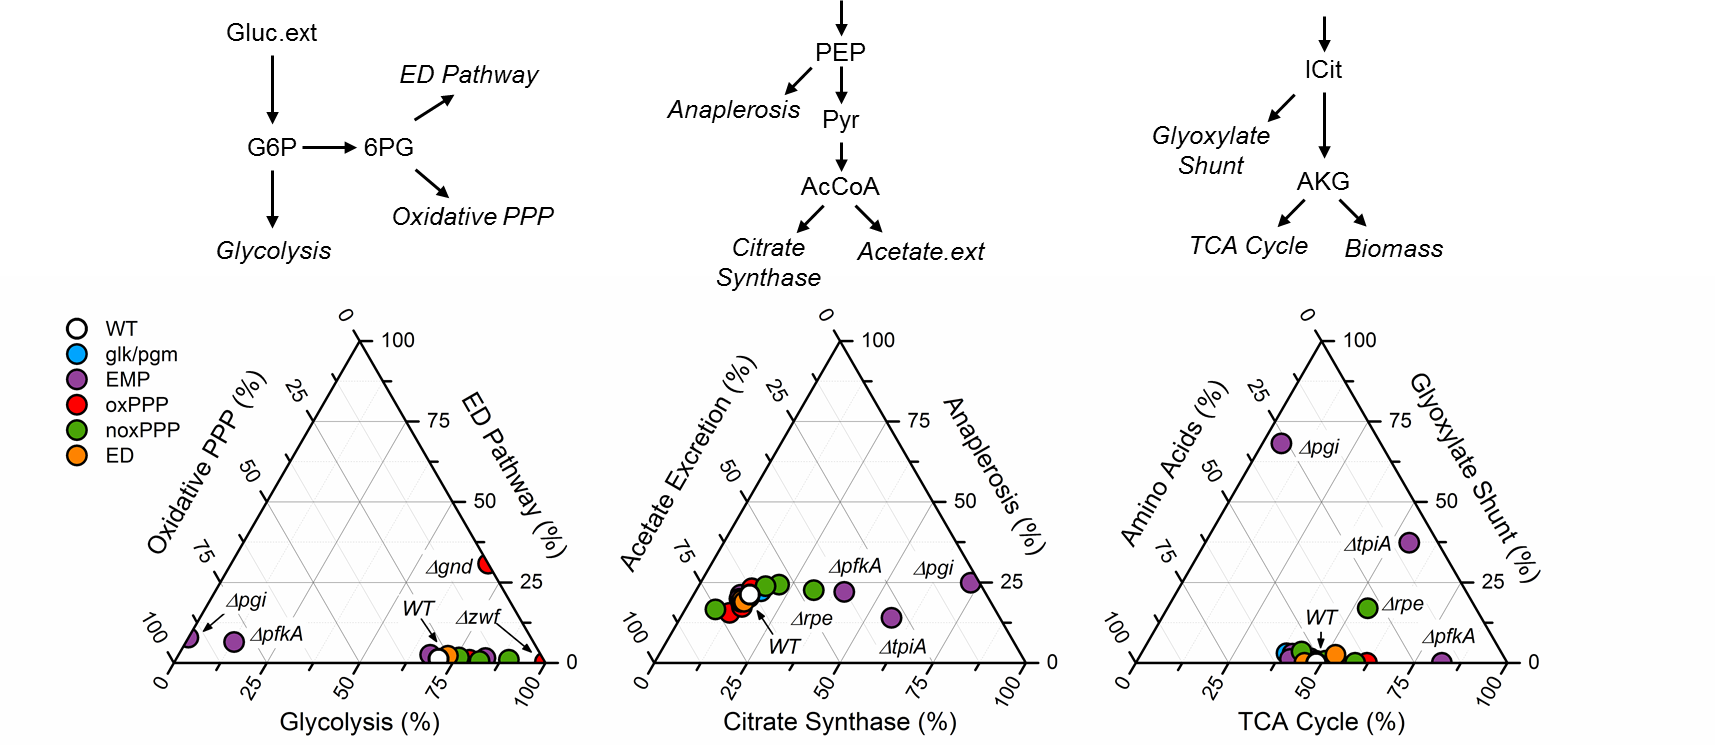 Gluc.ext
ED Pathway
G6P
6PG
Oxidative PPP
Glycolysis
PEP
Anaplerosis
Pyr
AcCoA
Citrate
Synthase
Acetate.ext
ICit
Glyoxylate
Shunt
AKG
TCA Cycle
Biomass
WT
glk/pgm
EMP
oxPPP
noxPPP
ED
0
25
50
75
100
Oxidative PPP (%)
100
75
50
25
0
ED Pathway (%)
Δgnd
Δpgi
ΔpfkA
WT
Δzwf
0
25
50
75
100
Glycolysis (%)
0
25
50
75
100
Acetate Excretion (%)
100
75
50
25
0
Anaplerosis (%)
ΔpfkA
Δpgi
Δrpe
WT
ΔtpiA
0
25
50
75
100
Citrate Synthase (%)
0
25
50
75
100
Amino Acids (%)
100
75
50
25
0
Glyoxylate Shunt (%)
Δpgi
ΔtpiA
Δrpe
WT
ΔpfkA
0
25
50
75
100
TCA Cycle (%)